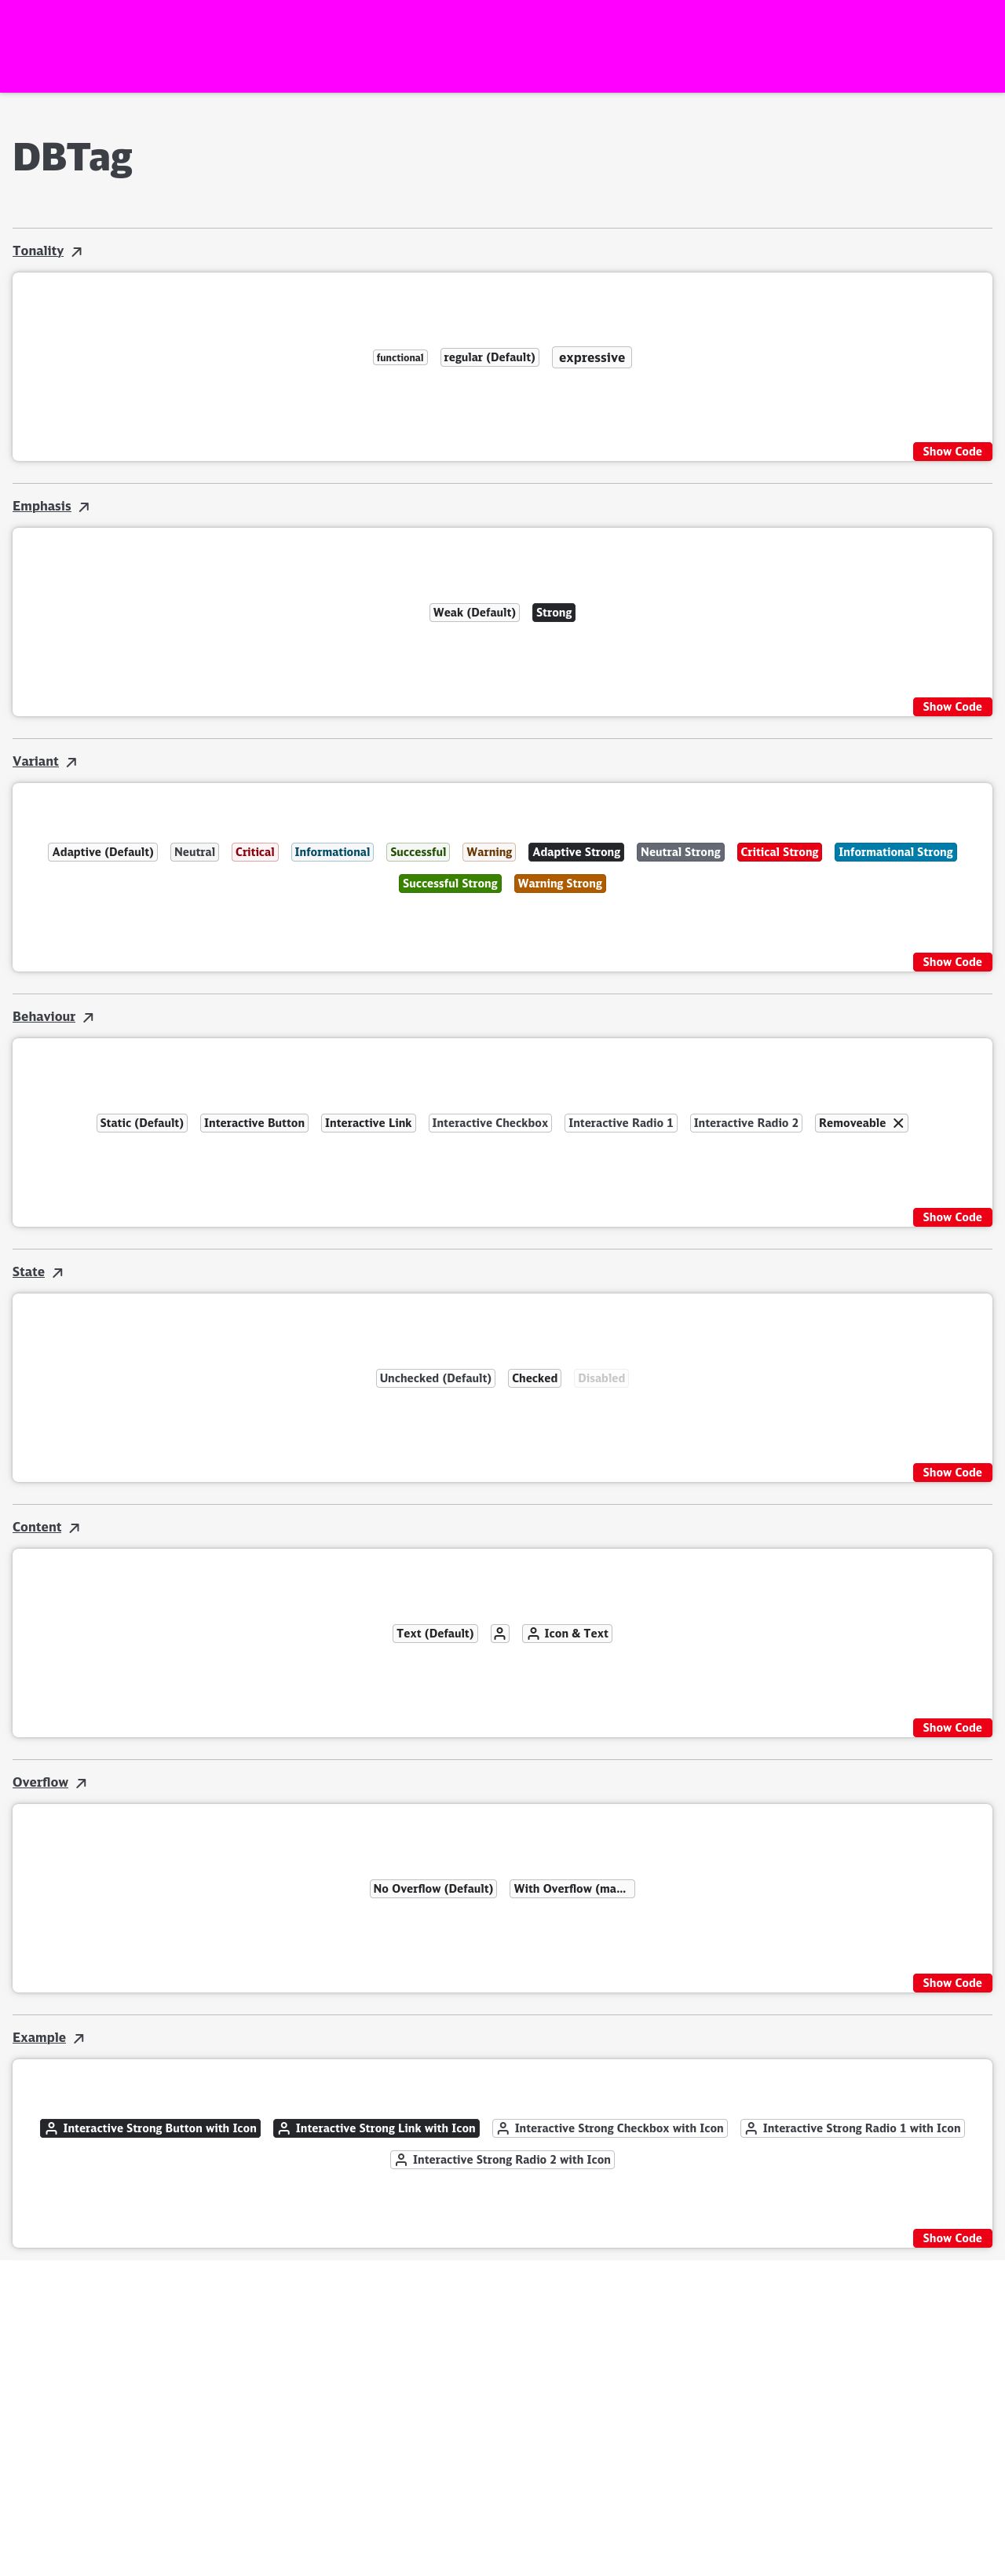 DBTag
Tonality
functional regular (Default) expressive
Show Code
Emphasis
Weak (Default) Strong
Show Code
Variant
Adaptive (Default) Neutral Critical Informational Successful Warning Adaptive Strong Neutral Strong Critical Strong Informational Strong
Successful Strong Warning Strong
Show Code
Behaviour
Static (Default) Interactive Button Interactive Link Interactive Checkbox Interactive Radio 1 Interactive Radio 2 Removeable
Show Code
State
Unchecked (Default) Checked Disabled
Show Code
Content
Text (Default) Icon & Text
Show Code
Overflow
No Overflow (Default) With Overflow (ma...
Show Code
Example
Interactive Strong Button with Icon Interactive Strong Link with Icon Interactive Strong Checkbox with Icon Interactive Strong Radio 1 with Icon
Interactive Strong Radio 2 with Icon
Show Code